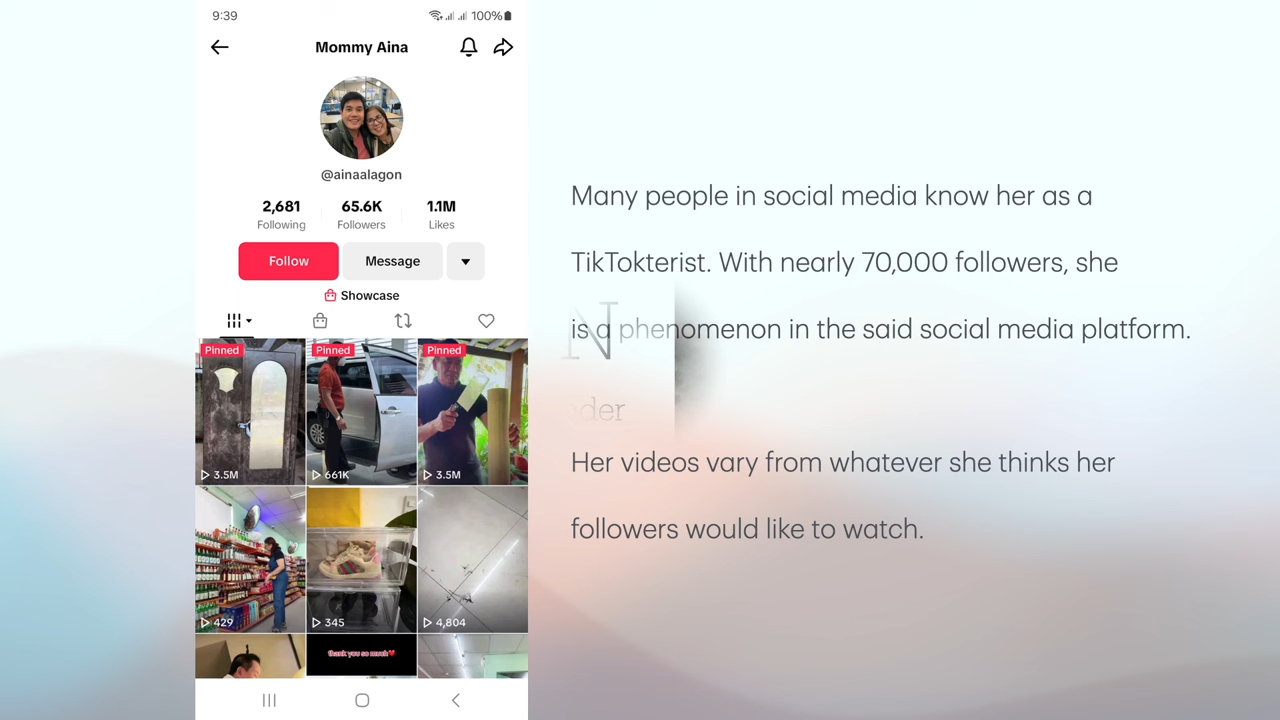 9:39
100%
Mommy Aina
@ainaalagon
2,681
65.6K
1.1M
Following
Followers
Likes
Follow
Message
Showcase
Pinned
Pinned
Pinned
3.5M
661K
3.5M
429
345
4,804
thank you so much
Many people in social media know her as a
TikTokterist. With nearly 70,000 followers, she
is a phenomenon in the said social media platform.
N
der
Her videos vary from whatever she thinks her
followers would like to watch.